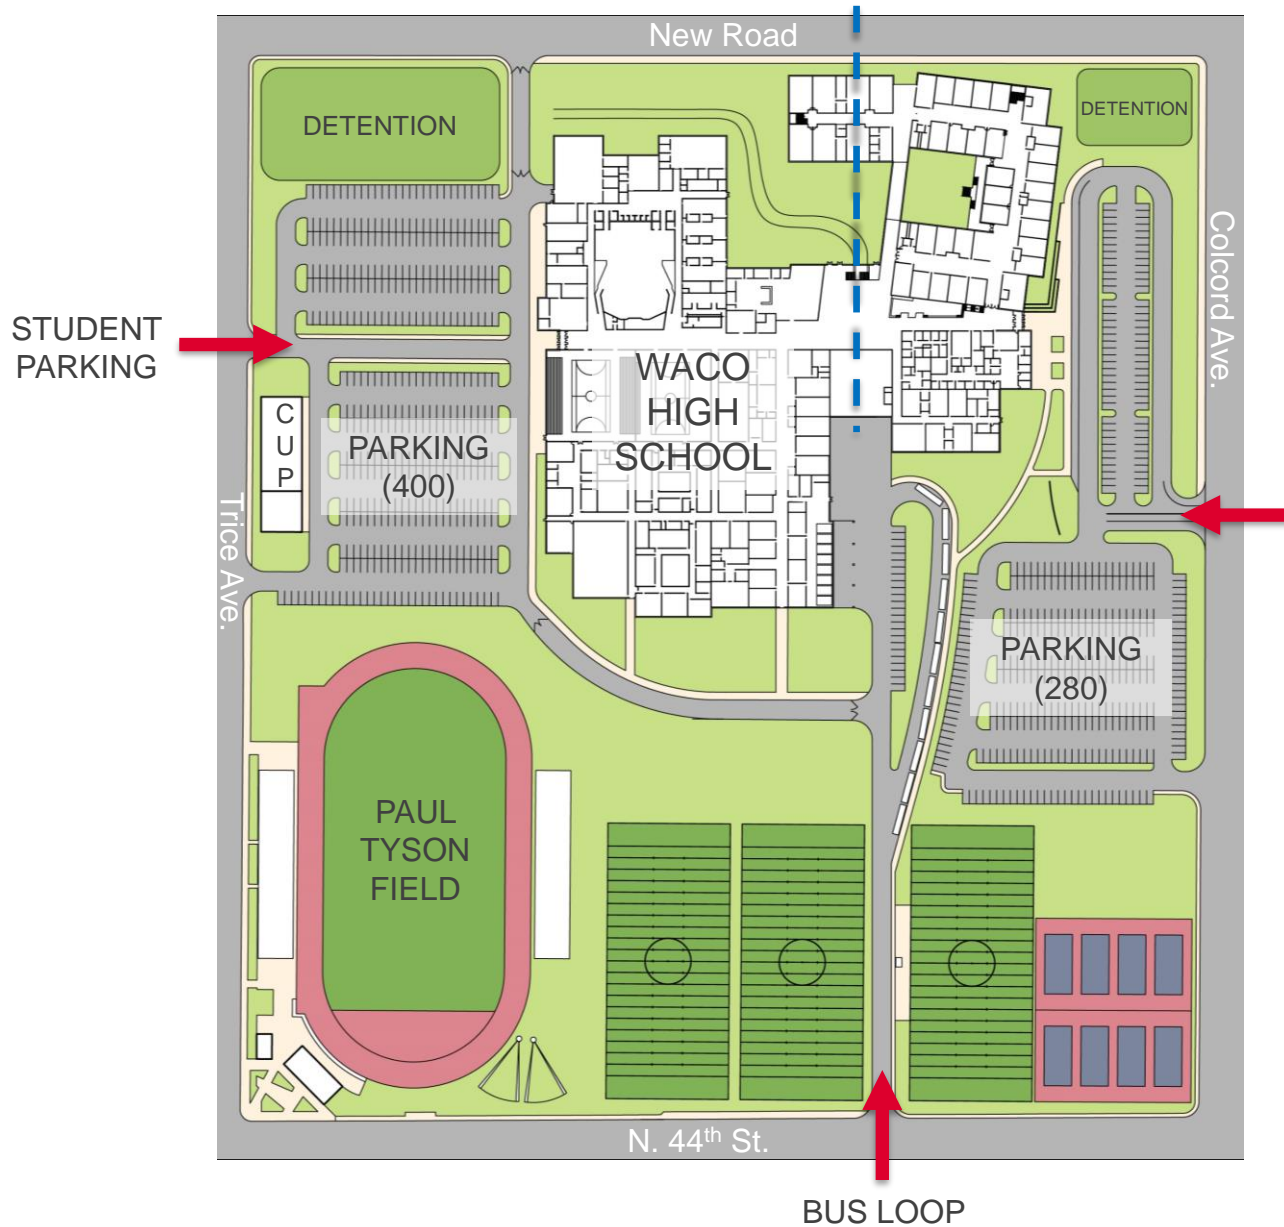 New Road
DETENTION
DETENTION
Colcord Ave.
STUDENT
PARKING
WACO
HIGH
SCHOOL
C
U
P
PARKING
(400)
Trice Ave.
PARKING
(280)
PAUL
TYSON
FIELD
N. 44th St.
BUS LOOP